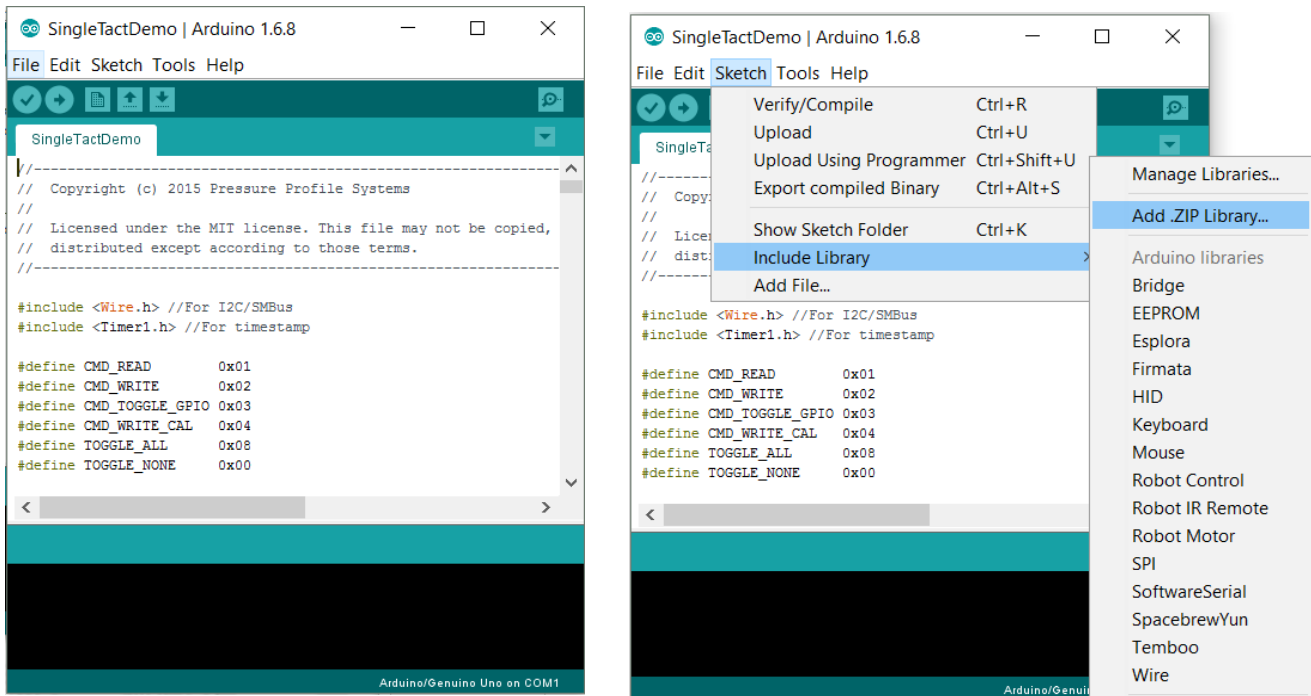 SingleTactDemo | Arduino 1.6.8
File Edit Sketch Tools Help
SingleTactDemo
//--------------------------------------------------------------------
// Copyright (c) 2015 Pressure Profile Systems
//
// Licensed under the MIT license. This file may not be copied,
// distributed except according to those terms.
//--------------------------------------------------------------------
#include <Wire.h> //For I2C/SMBus
#include <Timer1.h> //For timestamp
#define CMD_READ 0x01
#define CMD_WRITE 0x02
#define CMD_TOGGLE_GPIO 0x03
#define CMD_WRITE_CAL 0x04
#define TOGGLE_ALL 0x08
#define TOGGLE_NONE 0x00
Arduino/Genuino Uno on COM1
SingleTactDemo | Arduino 1.6.8
File Edit Sketch Tools Help
SingleTa
//------
// Copy
//
// Lice
// dist
//------
#include <Wire.h> //For I2C/SMBus
#include <Timer1.h> //For timestamp
#define CMD_READ 0x01
#define CMD_WRITE 0x02
#define CMD_TOGGLE_GPIO 0x03
#define CMD_WRITE_CAL 0x04
#define TOGGLE_ALL 0x08
#define TOGGLE_NONE 0x00
Arduino/Genui
Verify/Compile Ctrl+R
Upload Ctrl+U
Upload Using Programmer Ctrl+Shift+U
Export compiled Binary Ctrl+Alt+S
Show Sketch Folder Ctrl+K
Include Library
Add File...
Manage Libraries...
Add .ZIP Library...
Arduino libraries
Bridge
EEPROM
Esplora
Firmata
HID
Keyboard
Mouse
Robot Control
Robot IR Remote
Robot Motor
SPI
SoftwareSerial
SpacebrewYun
Temboo
Wire